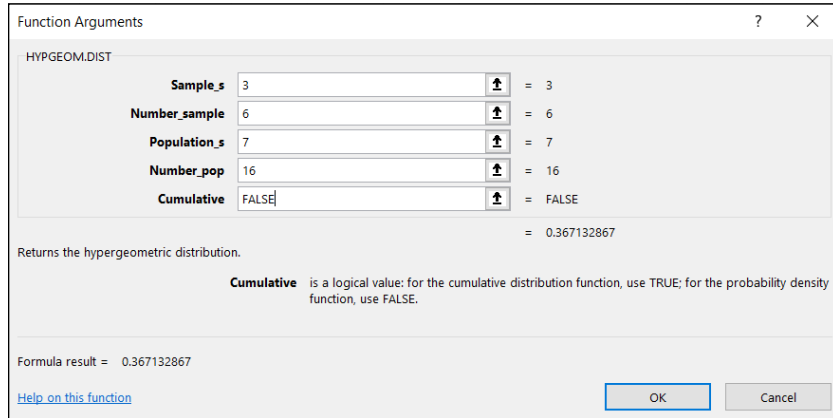 Function Arguments ? ×
HYPGEOM.DIST
Sample_s 3 = 3
Number_sample 6 = 6
Population_s 7 = 7
Number_pop 16 = 16
Cumulative FALSE = FALSE
= 0.367132867
Returns the hypergeometric distribution.
Cumulative is a logical value: for the cumulative distribution function, use TRUE; for the probability density
function, use FALSE.
Formula result = 0.367132867
Help on this function OK Cancel